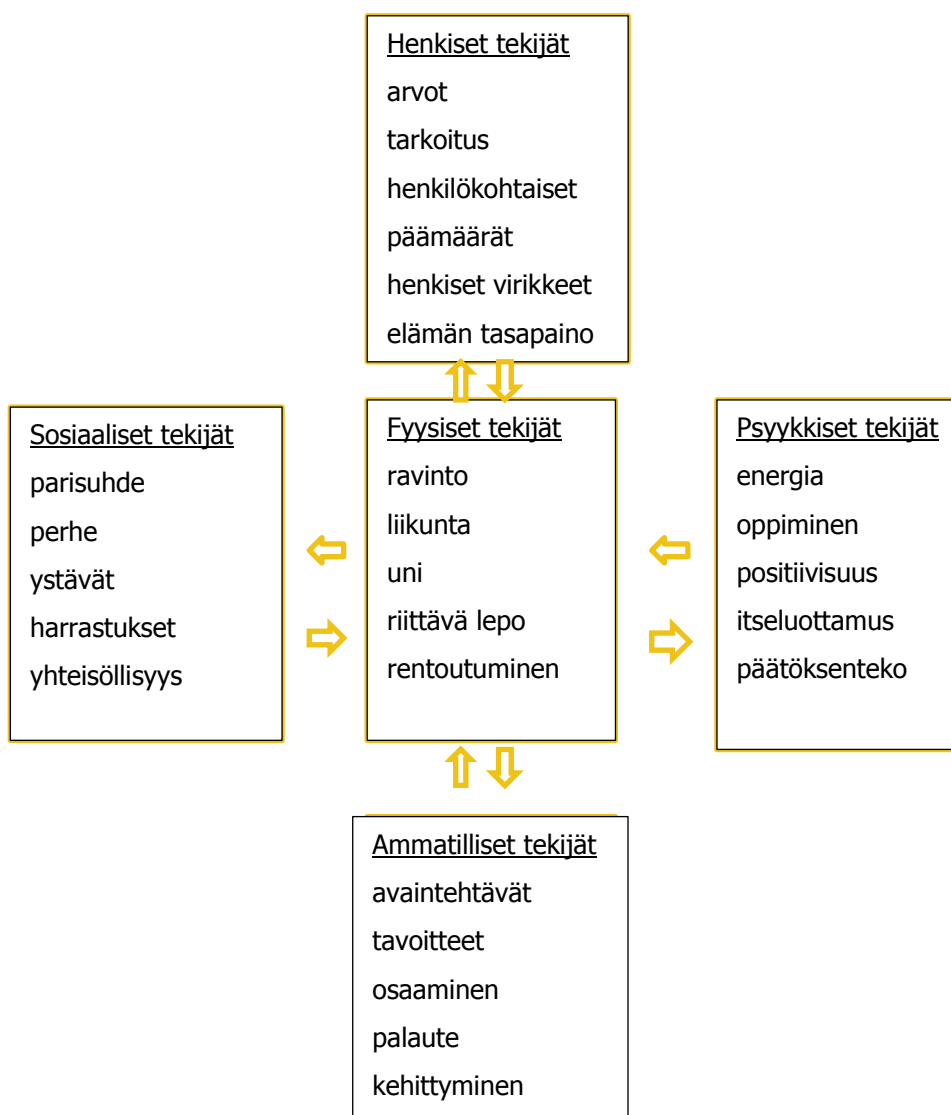 Henkiset tekijät
arvot
tarkoitus
henkilökohtaiset
päämäärät
henkiset virikkeet
elämän tasapaino
Sosiaaliset tekijät
parisuhde
perhe
ystävät
harrastukset
yhteisöllisyys
Fyysiset tekijät
ravinto
liikunta
uni
riittävä lepo
rentoutuminen
Psyykkiset tekijät
energia
oppiminen
positiivisuus
itseluottamus
päätöksenteko
Ammatilliset tekijät
avaintehtävät
tavoitteet
osaaminen
palaute
kehittyminen